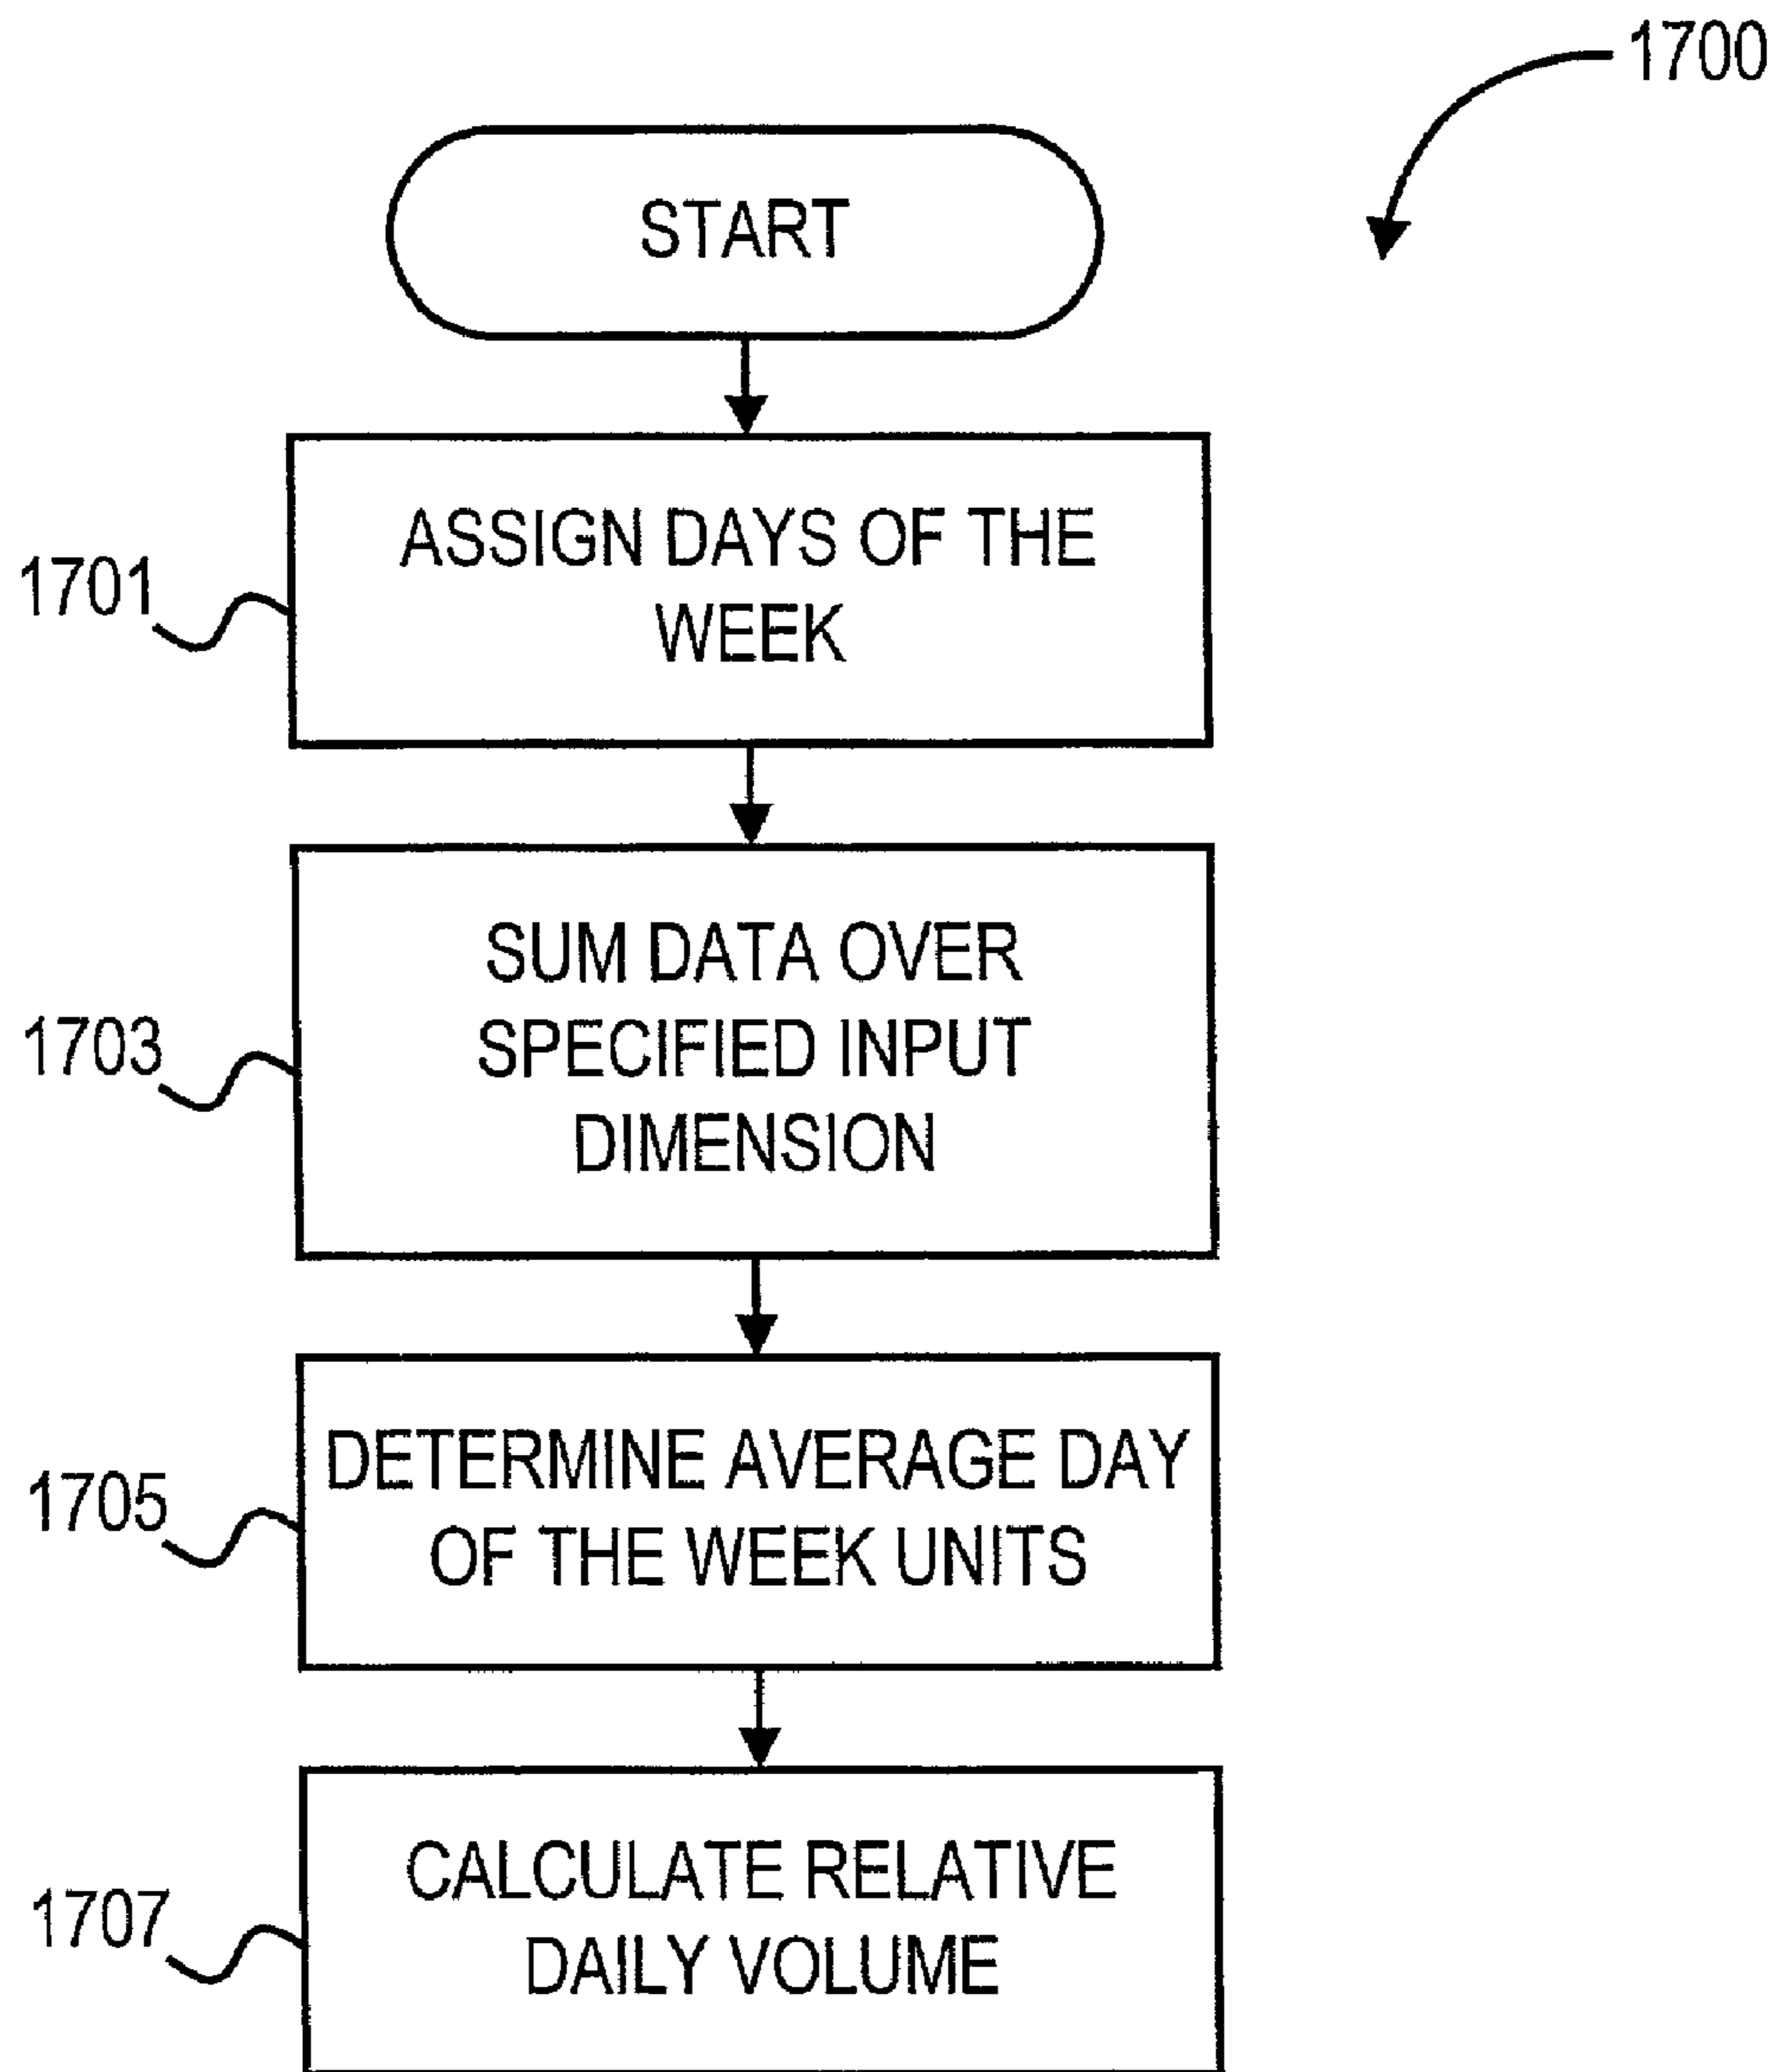 1700
START
ASSIGN DAYS OF THE
WEEK
1701
SUM DATA OVER
SPECIFIED INPUT
DIMENSION
1703
DETERMINE AVERAGE DAY
OF THE WEEK UNITS
1705
CALCULATE RELATIVE
DAILY VOLUME
1707